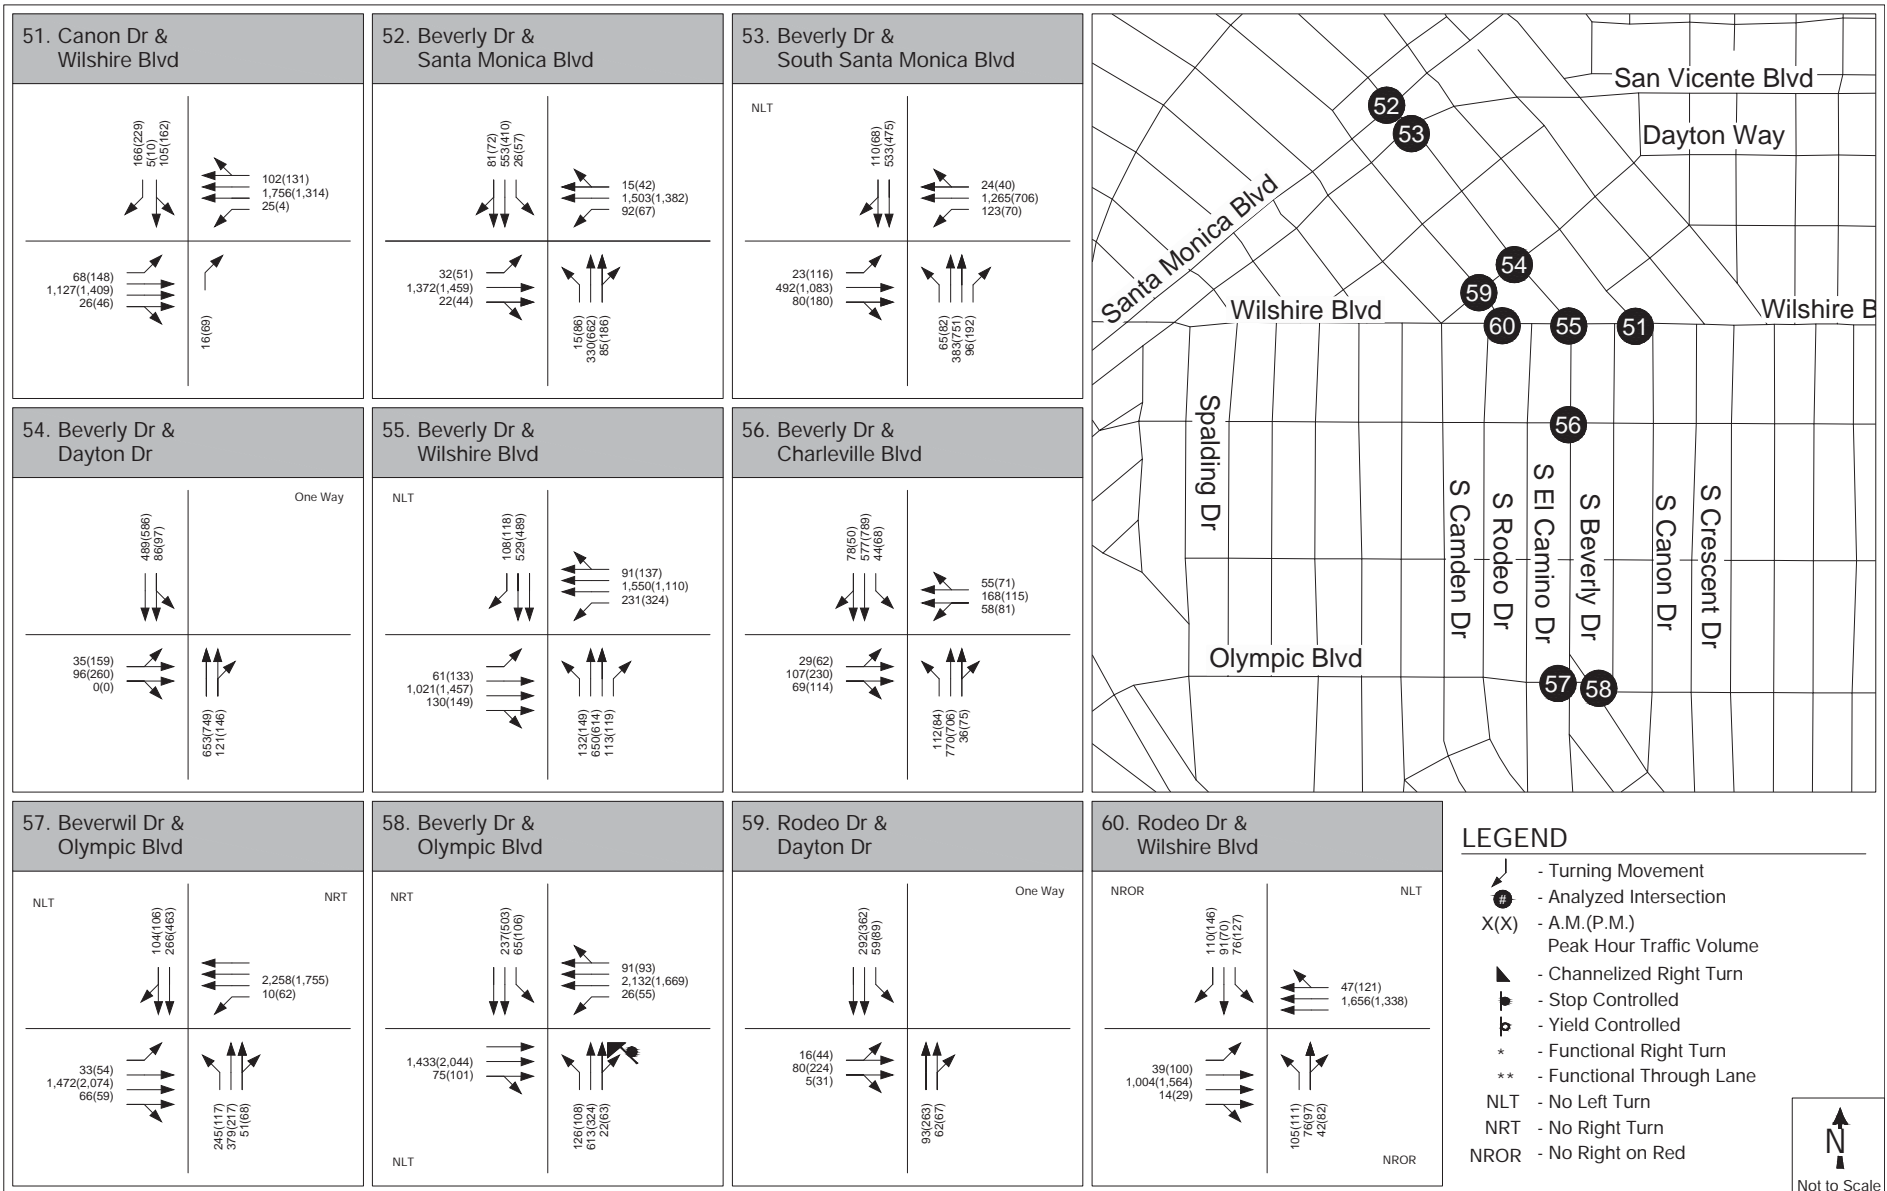 51. Canon Dr &
Wilshire Blvd
166(229)
5(10)
105(162)
102(131)
1,756(1,314)
25(4)
68(148)
1,127(1,409)
26(46)
16(69)
52. Beverly Dr &
Santa Monica Blvd
81(72)
553(410)
26(57)
15(42)
1,503(1,382)
92(67)
32(51)
1,372(1,459)
22(44)
15(86)
330(662)
85(186)
53. Beverly Dr &
South Santa Monica Blvd
NLT
110(68)
533(475)
24(40)
1,265(706)
123(70)
23(116)
492(1,083)
80(180)
65(82)
383(751)
96(192)
54. Beverly Dr &
Dayton Dr
One Way
489(586)
86(97)
35(159)
96(260)
0(0)
653(749)
121(146)
55. Beverly Dr &
Wilshire Blvd
NLT
108(118)
529(489)
91(137)
1,550(1,110)
231(324)
61(133)
1,021(1,457)
130(149)
132(149)
650(614)
113(119)
56. Beverly Dr &
Charleville Blvd
78(50)
577(789)
44(68)
55(71)
168(115)
58(81)
29(62)
107(230)
69(114)
112(84)
770(706)
36(75)
San Vicente Blvd
Dayton Way
Santa Monica Blvd
Wilshire Blvd
Wilshire B
52
53
54
59
60
55
51
56
Spalding Dr
S Camden Dr
S Rodeo Dr
S El Camino Dr
S Beverly Dr
S Canon Dr
S Crescent Dr
Olympic Blvd
57
58
57. Beverwil Dr &
Olympic Blvd
NLT
NRT
104(106)
266(463)
2,258(1,755)
10(62)
33(54)
1,472(2,074)
66(59)
245(117)
379(217)
51(68)
58. Beverly Dr &
Olympic Blvd
NRT
237(503)
65(106)
91(93)
2,132(1,669)
26(55)
1,433(2,044)
75(101)
126(108)
613(324)
22(63)
NLT
59. Rodeo Dr &
Dayton Dr
One Way
292(362)
59(89)
16(44)
80(224)
5(31)
93(263)
62(67)
60. Rodeo Dr &
Wilshire Blvd
NROR
NLT
110(146)
91(70)
76(127)
47(121)
1,656(1,338)
39(100)
1,004(1,564)
14(29)
105(111)
76(97)
42(82)
NROR
LEGEND
- Turning Movement
# - Analyzed Intersection
X(X) - A.M.(P.M.)
Peak Hour Traffic Volume
- Channelized Right Turn
- Stop Controlled
- Yield Controlled
* - Functional Right Turn
** - Functional Through Lane
NLT - No Left Turn
NRT - No Right Turn
NROR - No Right on Red
N
Not to Scale